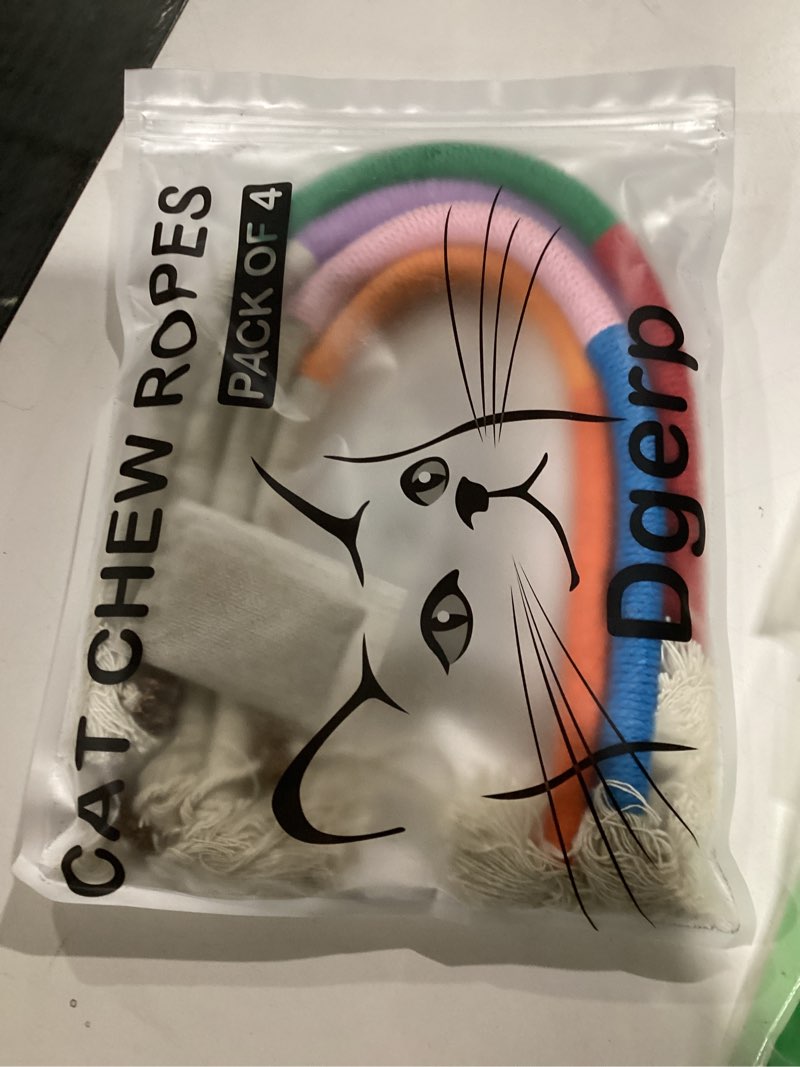 CAT CHEW ROPES
PACK OF 4
Dgerp